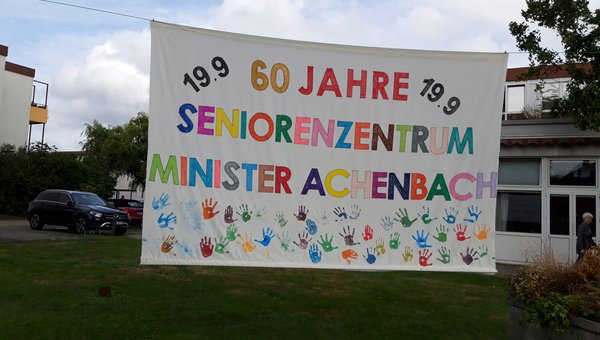 19.9 60 JAHRE 19.9
SENIORENZENTRUM
MINISTER ACHENBACH